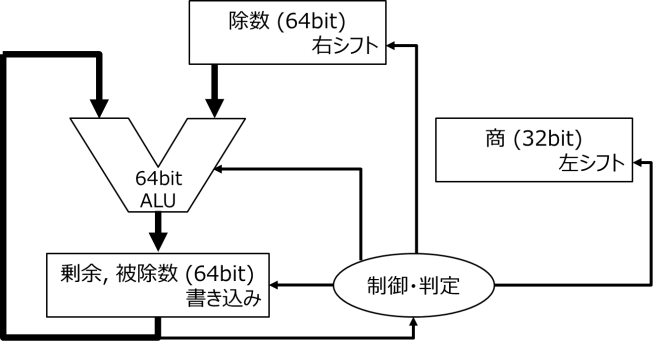 除数 (64bit)
右シフト
商 (32bit)
左シフト
64bit
ALU
剰余, 被除数 (64bit)
書き込み
制御・判定